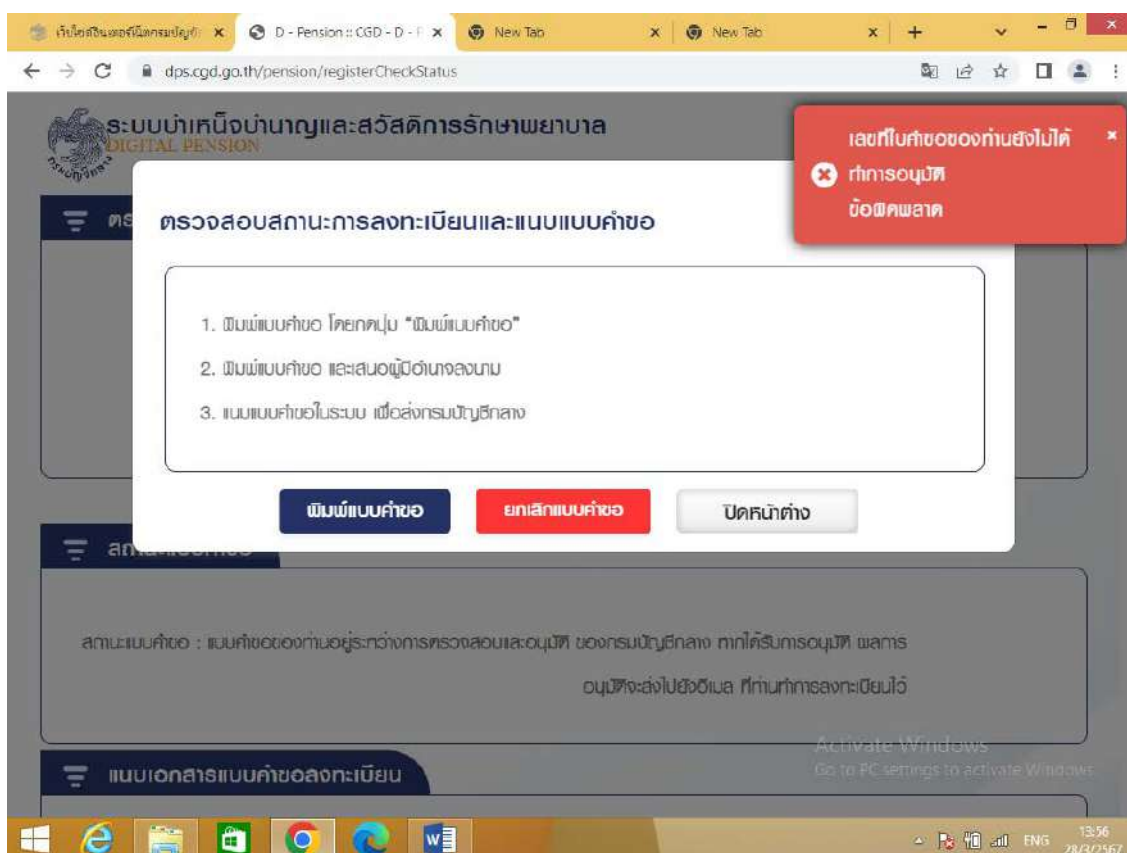 D - Pension :: CGD - D - F
New Tab
New Tab
dps.cgd.go.th/pension/registerCheckStatus
ระบบบำเหน็จบำนาญและสวัสดิการรักษาพยาบาล
DIGITAL PENSION
เลขที่ใบคำขอของท่านยังไม่ได้
ทำการอนุมัติ
ข้อผิดพลาด
ตร
ตรวจสอบสถานะการลงทะเบียนและแนบแบบคำขอ
1. พิมพ์แบบคำขอ โดยกดปุ่ม "พิมพ์แบบคำขอ"
2. พิมพ์แบบคำขอ และเสนอผู้มีอำนาจลงนาม
3. แนบแบบคำขอในระบบ เพื่อส่งกรมบัญชีกลาง
พิมพ์แบบคำขอ
ยกเลิกแบบคำขอ
ปิดหน้าต่าง
สถานะแบบคำขอ
สถานะแบบคำขอ : แบบคำขอของท่านอยู่ระหว่างการตรวจสอบและอนุมัติ ของกรมบัญชีกลาง หากได้รับการอนุมัติ ผลการ
อนุมัติจะส่งไปยังอีเมล ที่ท่านทำการลงทะเบียนไว้
Activate Windows
Go to PC settings to activate Windows.
แนบเอกสารแบบคำขอลงทะเบียน
ENG
13:56
28/3/2567